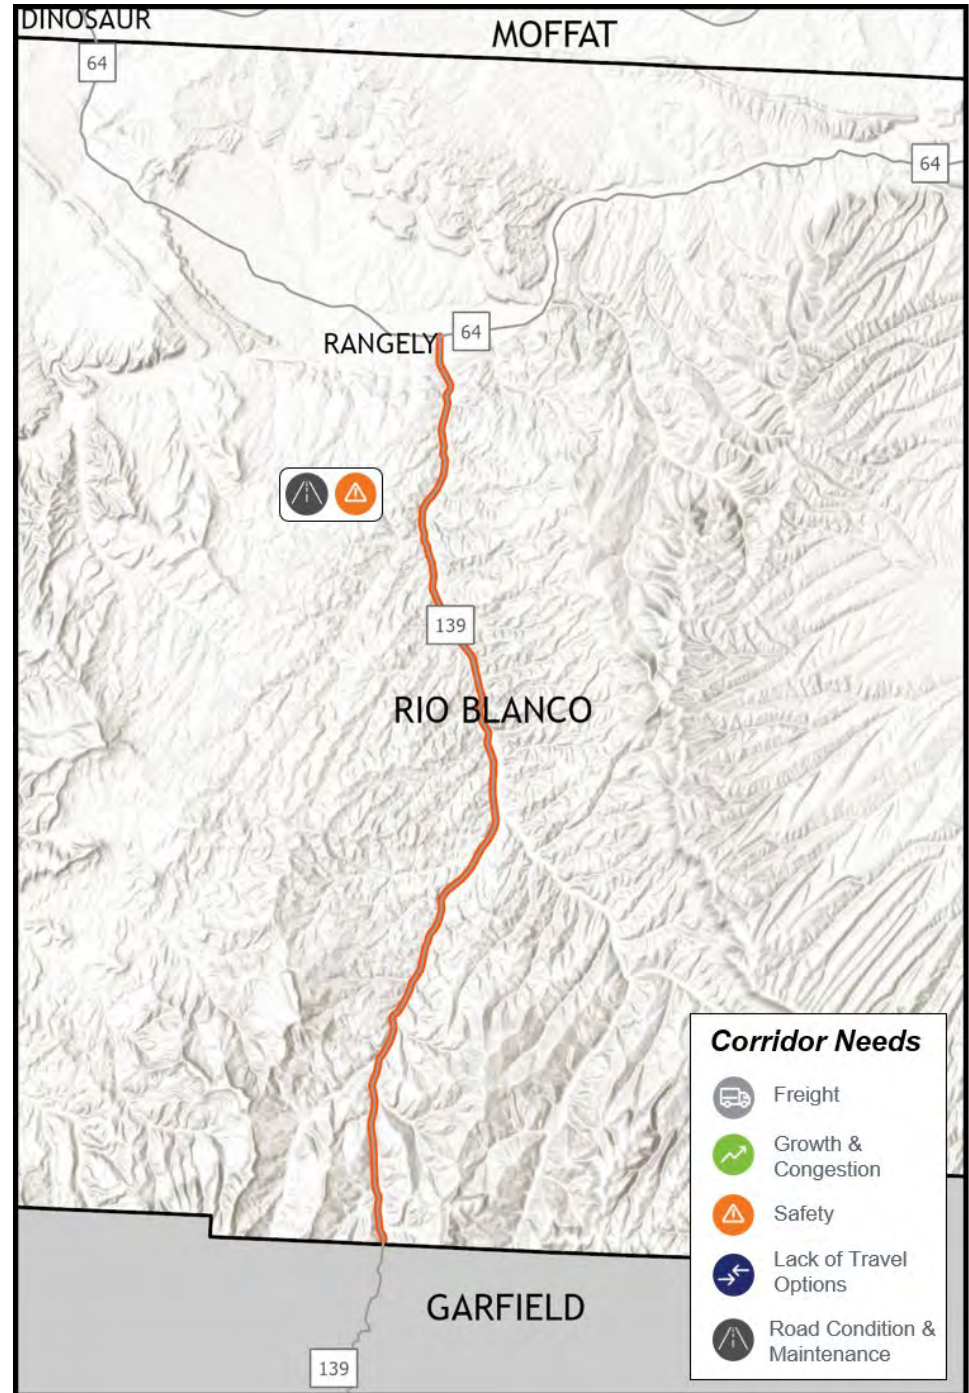 DINOSAUR
MOFFAT
64
64
64
RANGELY
139
RIO BLANCO
Corridor Needs
Freight
Growth &
Congestion
Safety
Lack of Travel
Options
Road Condition &
Maintenance
GARFIELD
139